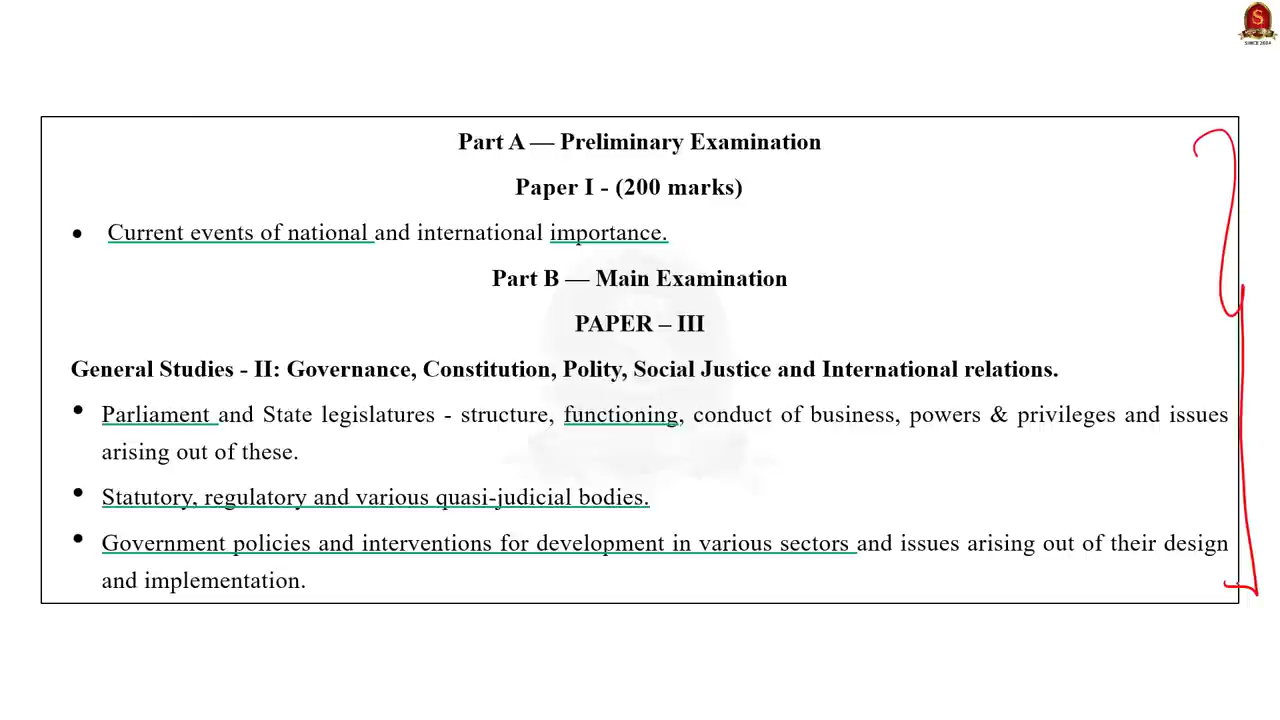 S
SINCE 2004
Part A — Preliminary Examination
Paper I - (200 marks)
• Current events of national and international importance.
Part B — Main Examination
PAPER – III
General Studies - II: Governance, Constitution, Polity, Social Justice and International relations.
• Parliament and State legislatures - structure, functioning, conduct of business, powers & privileges and issues
arising out of these.
• Statutory, regulatory and various quasi-judicial bodies.
• Government policies and interventions for development in various sectors and issues arising out of their design
and implementation.